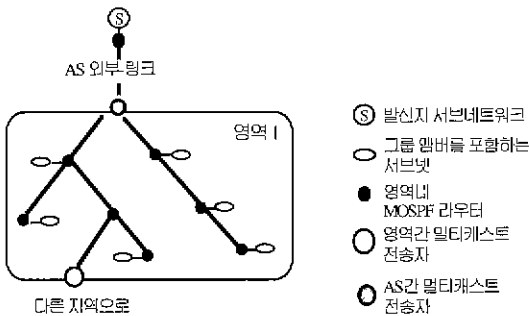 S
AS 외부 링크
영역 1
다른 지역으로
S 발신지 서브네트워크
그룹 멤버를 포함하는
서브넷
영역내
MOSPF 라우터
영역간 멀티캐스트
전송자
AS간 멀티캐스트
전송자